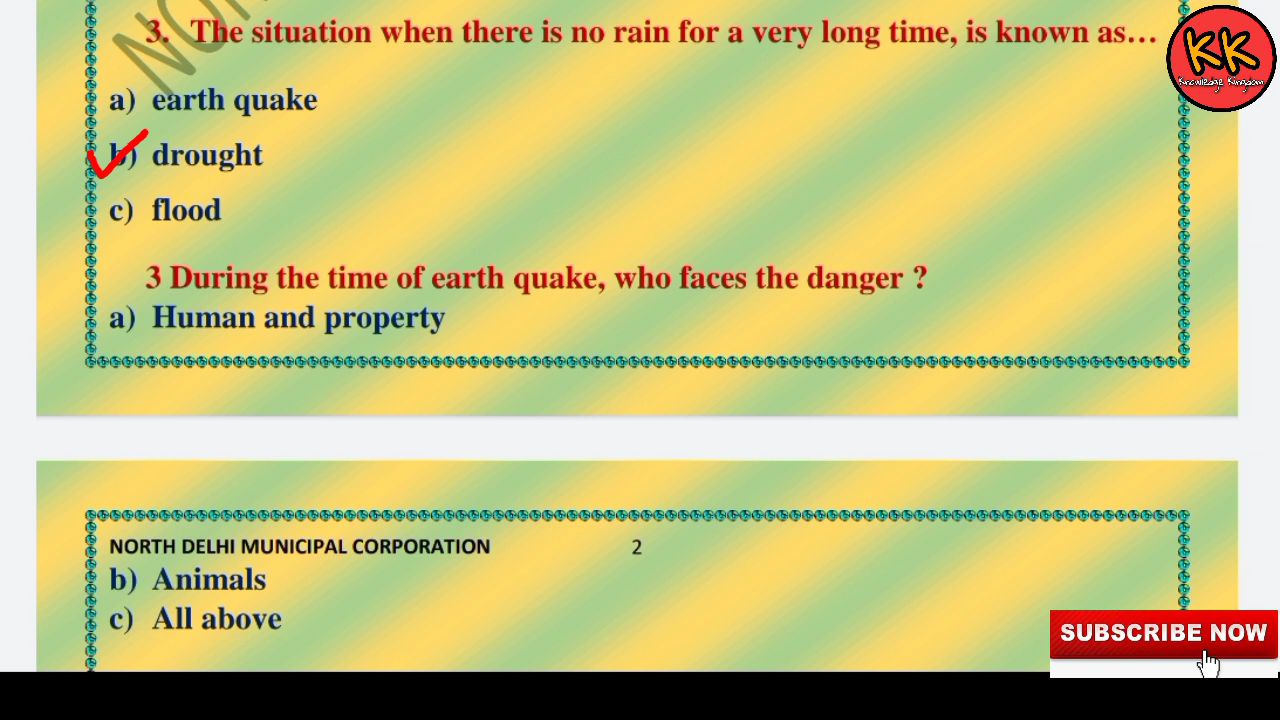 3. The situation when there is no rain for a very long time, is known as…
a) earth quake
b) drought
c) flood
3 During the time of earth quake, who faces the danger ?
a) Human and property
NORTH DELHI MUNICIPAL CORPORATION 2
b) Animals
c) All above
KK
Knowledge Kingdom
SUBSCRIBE NOW